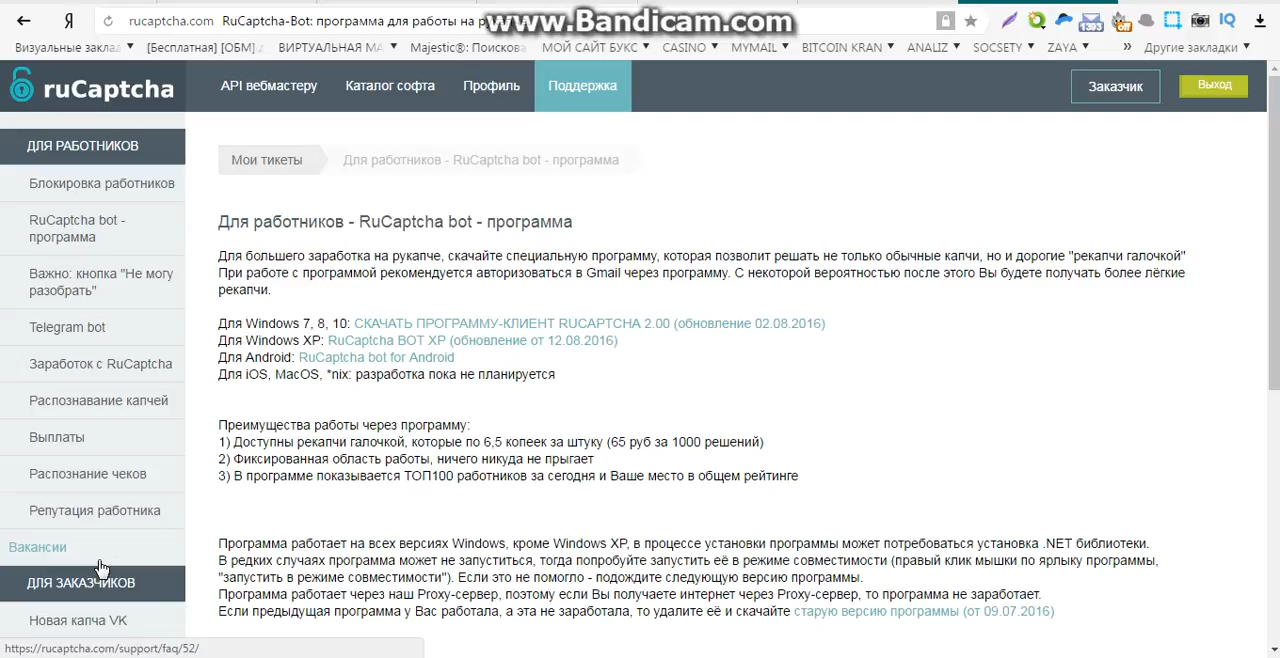 rucaptcha.com RuCaptcha-Bot: программа для работы на р
www.Bandicam.com
1393
off
IQ
Визуальные заклад
[Бесплатная] [ОБМ]
ВИРТУАЛЬНАЯ МА
Majestic®: Поискова
МОЙ САЙТ БУКС
CASINO
MYMAIL
BITCOIN KRAN
ANALIZ
SOCSETY
ZAYA
» Другие закладки
ruCaptcha
API вебмастеру
Каталог софта
Профиль
Поддержка
Заказчик
Выход
ДЛЯ РАБОТНИКОВ
Блокировка работников
RuCaptcha bot -
программа
Важно: кнопка "Не могу
разобрать"
Telegram bot
Заработок с RuCaptcha
Распознавание капчей
Выплаты
Распознание чеков
Репутация работника
Вакансии
ДЛЯ ЗАКАЗЧИКОВ
Новая капча VK
https://rucaptcha.com/support/faq/52/
Мои тикеты
Для работников - RuCaptcha bot - программа
Для работников - RuCaptcha bot - программа
Для большего заработка на рукапче, скачайте специальную программу, которая позволит решать не только обычные капчи, но и дорогие "рекапчи галочкой"
При работе с программой рекомендуется авторизоваться в Gmail через программу. С некоторой вероятностью после этого Вы будете получать более лёгкие
рекапчи.
Для Windows 7, 8, 10: СКАЧАТЬ ПРОГРАММУ-КЛИЕНТ RUCAPTCHA 2.00 (обновление 02.08.2016)
Для Windows XP: RuCaptcha BOT XP (обновление от 12.08.2016)
Для Android: RuCaptcha bot for Android
Для iOS, MacOS, *nix: разработка пока не планируется
Преимущества работы через программу:
1) Доступны рекапчи галочкой, которые по 6,5 копеек за штуку (65 руб за 1000 решений)
2) Фиксированная область работы, ничего никуда не прыгает
3) В программе показывается ТОП100 работников за сегодня и Ваше место в общем рейтинге
Программа работает на всех версиях Windows, кроме Windows XP, в процессе установки программы может потребоваться установка .NET библиотеки.
В редких случаях программа может не запуститься, тогда попробуйте запустить её в режиме совместимости (правый клик мышки по ярлыку программы,
"запустить в режиме совместимости"). Если это не помогло - подождите следующую версию программы.
Программа работает через наш Proxy-сервер, поэтому если Вы получаете интернет через Proxy-сервер, то программа не заработает.
Если предыдущая программа у Вас работала, а эта не заработала, то удалите её и скачайте старую версию программы (от 09.07.2016)